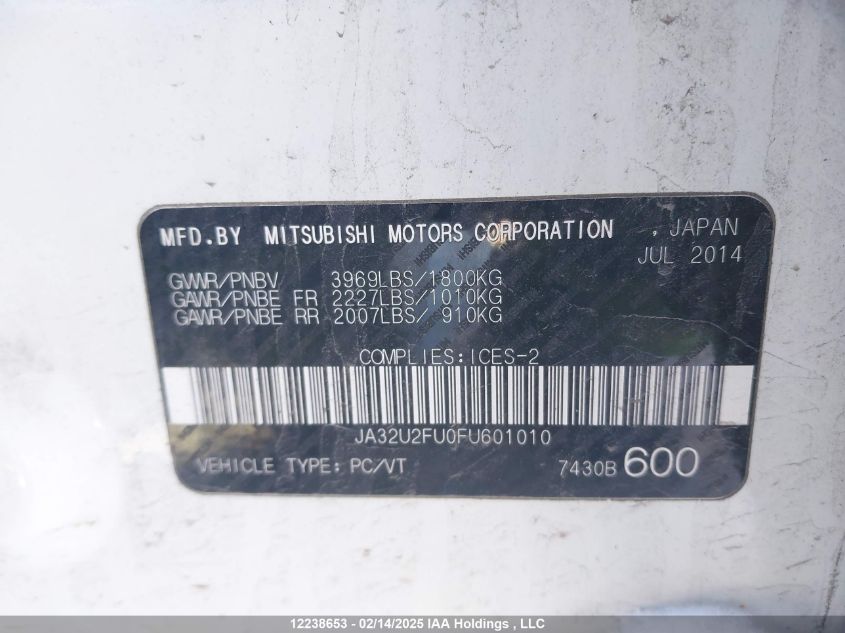 MFD.BY MITSUBISHI MOTORS CORPORATION , JAPAN
JUL 2014
GVWR/PNBV 3969LBS/1800KG
GAWR/PNBE FR 2227LBS/1010KG
GAWR/PNBE RR 2007LBS/ 910KG
COMPLIES:ICES-2
JA32U2FU0FU601010
VEHICLE TYPE: PC/VT 7430B 600
12238653 - 02/14/2025 IAA Holdings , LLC